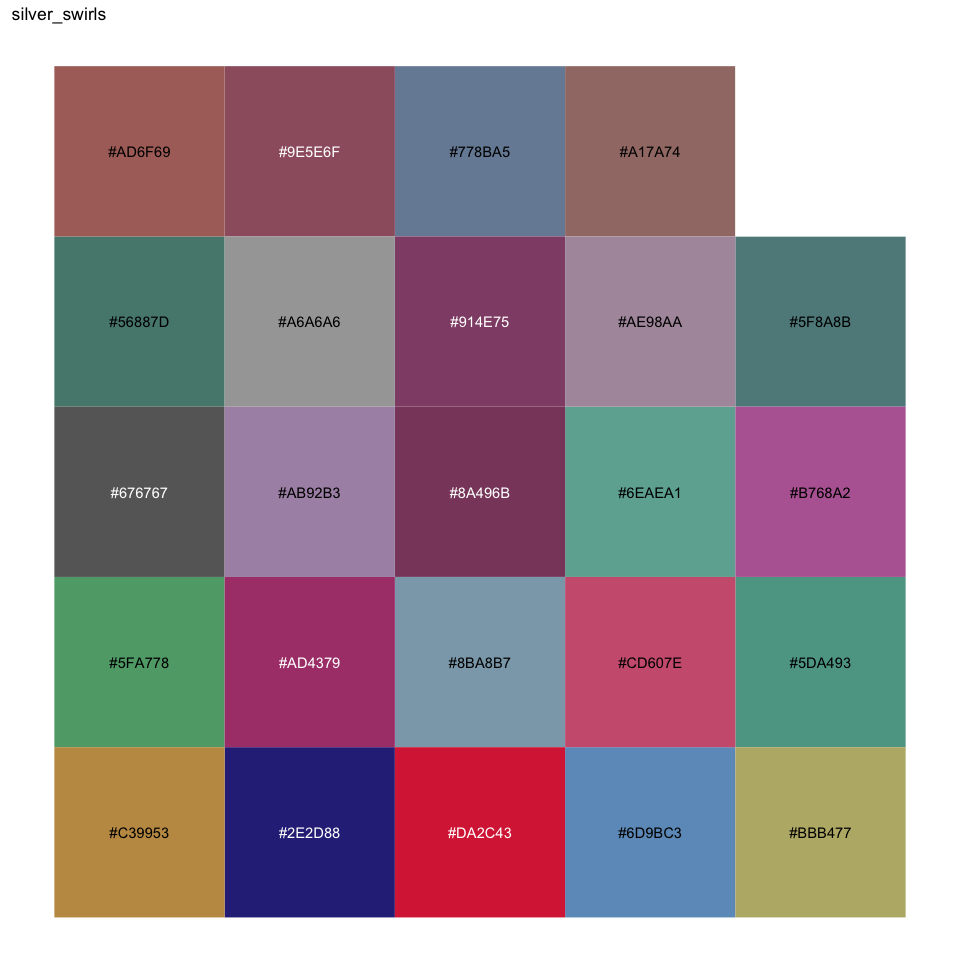 silver_swirls
#AD6F69 #9E5E6F #778BA5 #A17A74
#56887D #A6A6A6 #914E75 #AE98AA #5F8A8B
#676767 #AB92B3 #8A496B #6EAEA1 #B768A2
#5FA778 #AD4379 #8BA8B7 #CD607E #5DA493
#C39953 #2E2D88 #DA2C43 #6D9BC3 #BBB477